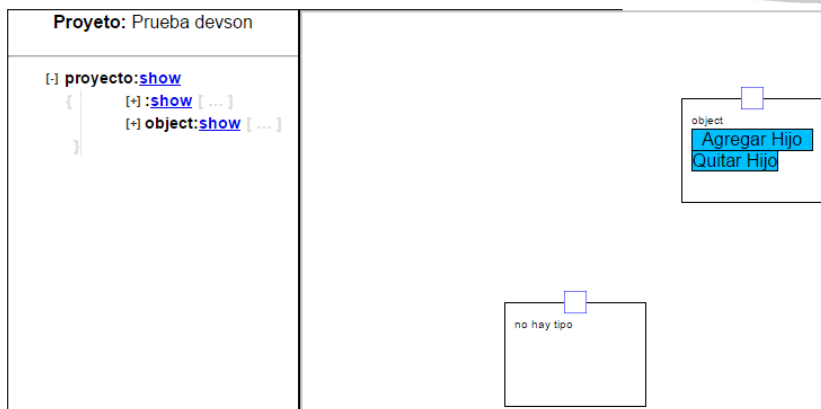 Proyeto: Prueba devson
[-] proyecto:show
{
[+] :show [ ... ]
[+] object:show [ ... ]
}
object
Agregar Hijo
Quitar Hijo
no hay tipo